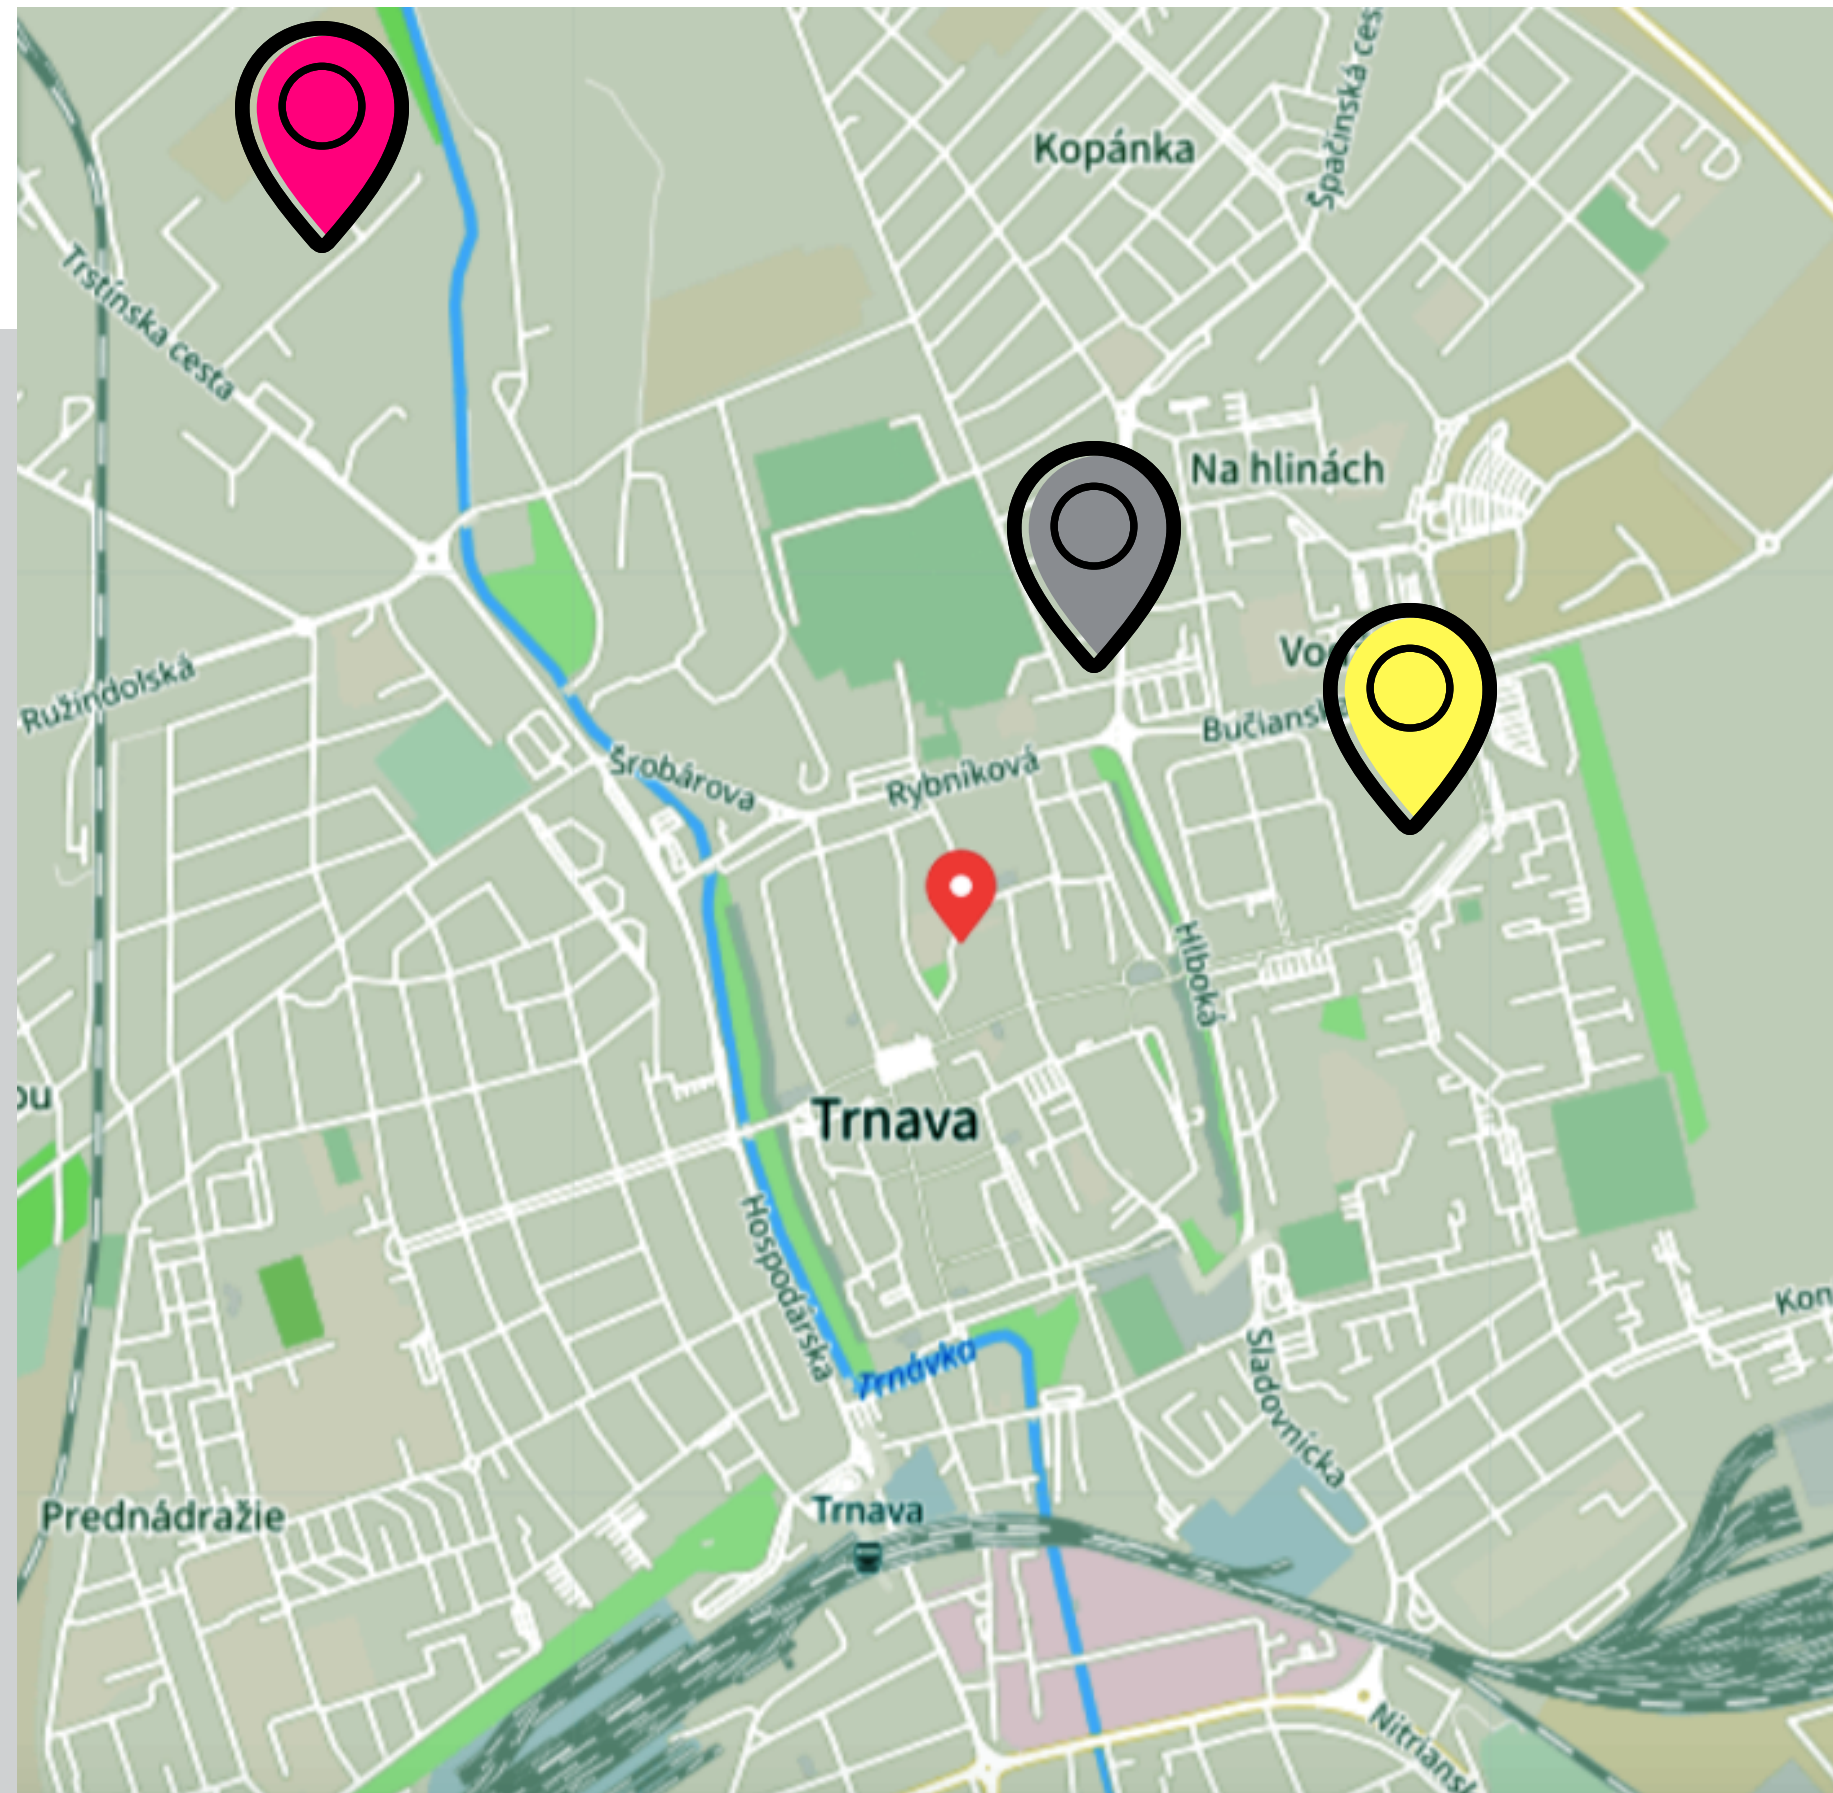 Špačinská ces
Kopánka
Trstínska cesta
Na hlinách
Ružindolská
Bučiansk
Šrobárova
Rybníková
Hlboká
ou
Trnava
Hospodárska
Kon
Trnávka
Sladovnícka
Prednádražie
Trnava
Nitriansk